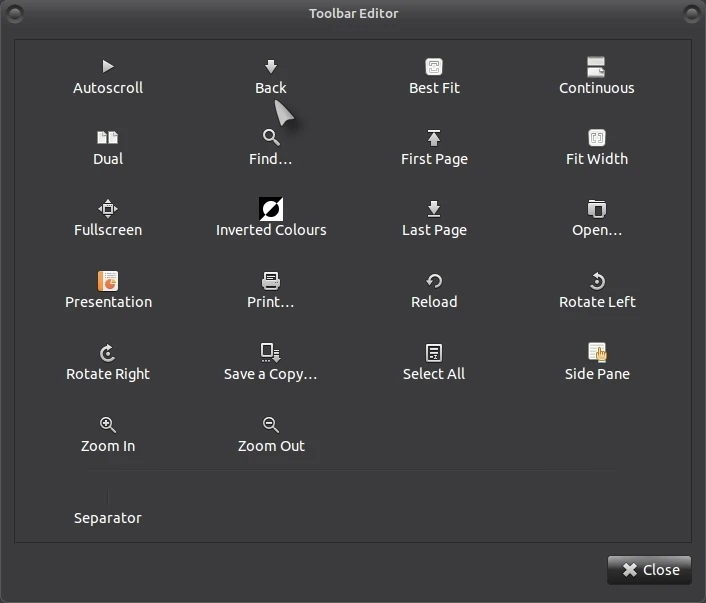 Toolbar Editor
Autoscroll
Back
Best Fit
Continuous
Dual
Find...
First Page
Fit Width
Fullscreen
Inverted Colours
Last Page
Open...
Presentation
Print...
Reload
Rotate Left
Rotate Right
Save a Copy...
Select All
Side Pane
Zoom In
Zoom Out
Separator
Close